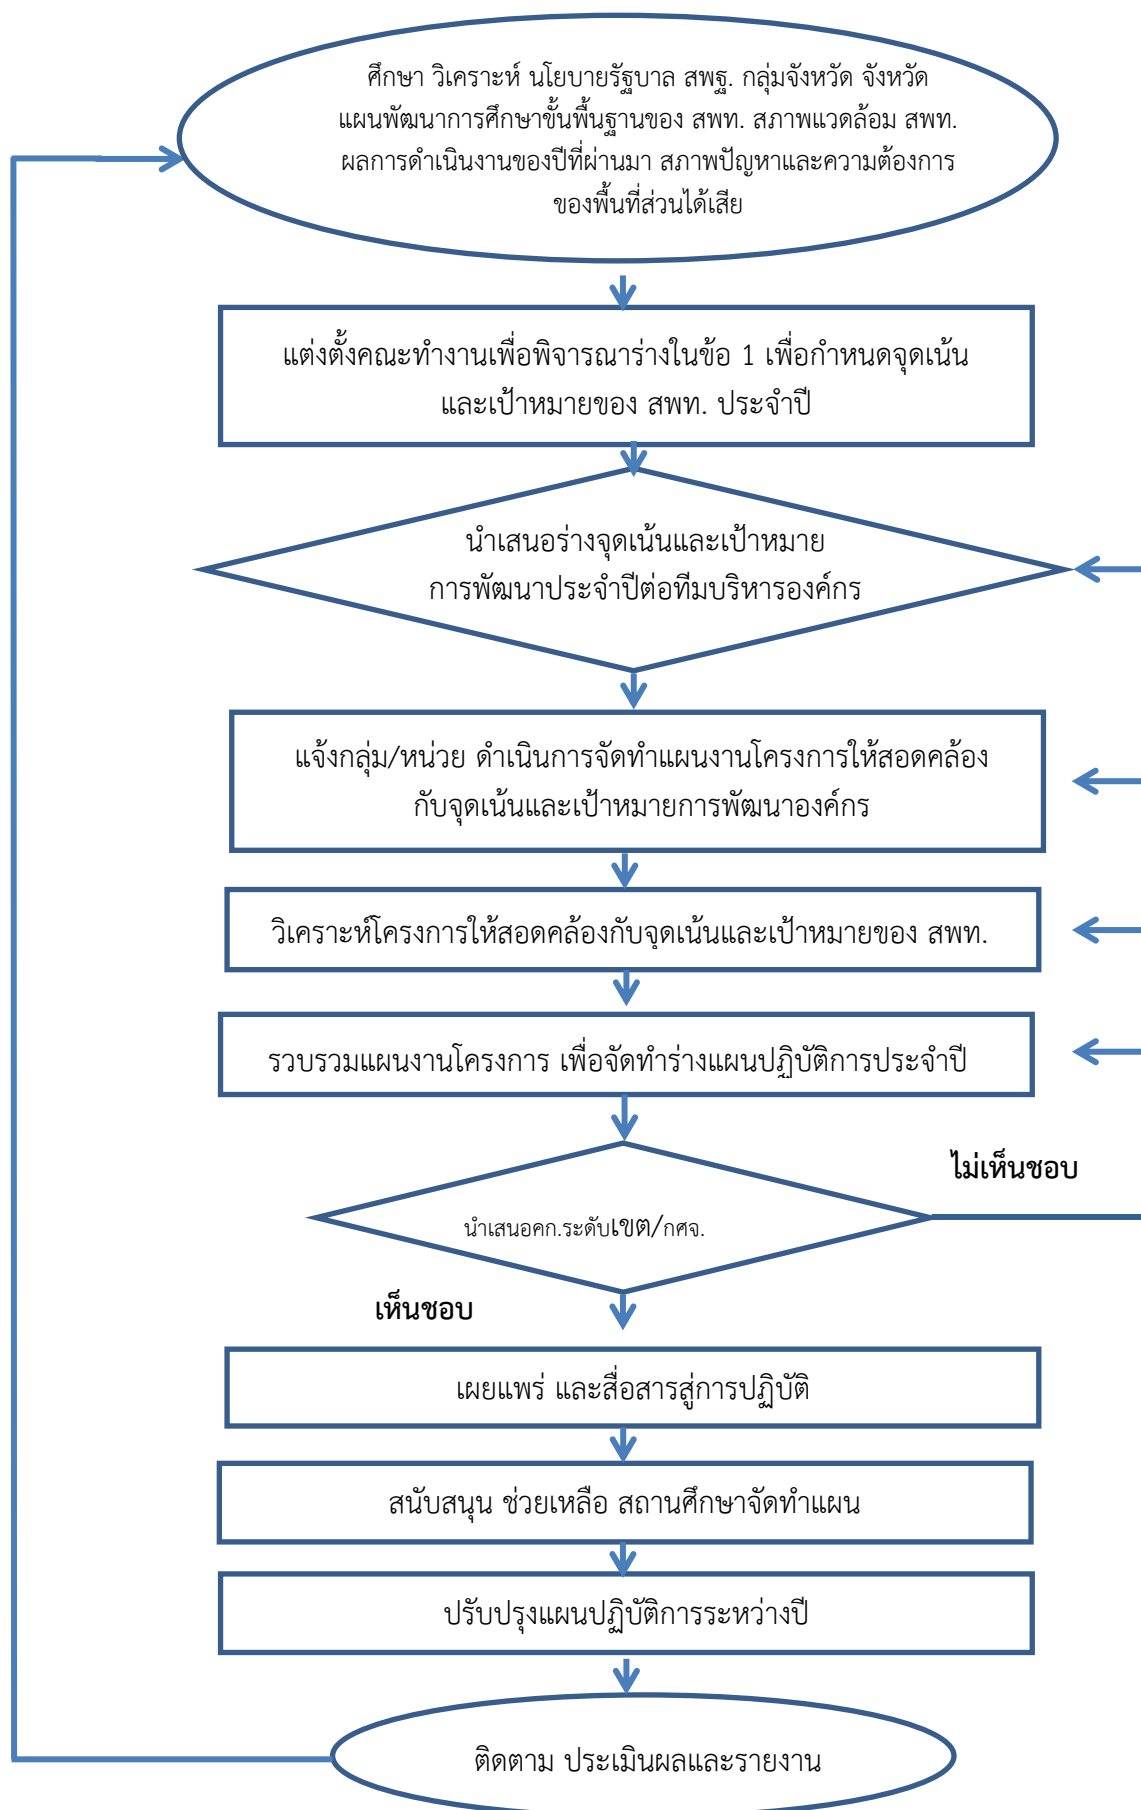 ศึกษา วิเคราะห์ นโยบายรัฐบาล สพฐ. กลุ่มจังหวัด จังหวัด
แผนพัฒนาการศึกษาขั้นพื้นฐานของ สพท. สภาพแวดล้อม สพท.
ผลการดำเนินงานของปีที่ผ่านมา สภาพปัญหาและความต้องการ
ของพื้นที่ส่วนได้เสีย
แต่งตั้งคณะทำงานเพื่อพิจารณาร่างในข้อ 1 เพื่อกำหนดจุดเน้น
และเป้าหมายของ สพท. ประจำปี
นำเสนอร่างจุดเน้นและเป้าหมาย
การพัฒนาประจำปีต่อทีมบริหารองค์กร
แจ้งกลุ่ม/หน่วย ดำเนินการจัดทำแผนงานโครงการให้สอดคล้อง
กับจุดเน้นและเป้าหมายการพัฒนาองค์กร
วิเคราะห์โครงการให้สอดคล้องกับจุดเน้นและเป้าหมายของ สพท.
รวบรวมแผนงานโครงการ เพื่อจัดทำร่างแผนปฏิบัติการประจำปี
ไม่เห็นชอบ
นำเสนอคก.ระดับเขต/กศจ.
เห็นชอบ
เผยแพร่ และสื่อสารสู่การปฏิบัติ
สนับสนุน ช่วยเหลือ สถานศึกษาจัดทำแผน
ปรับปรุงแผนปฏิบัติการระหว่างปี
ติดตาม ประเมินผลและรายงาน